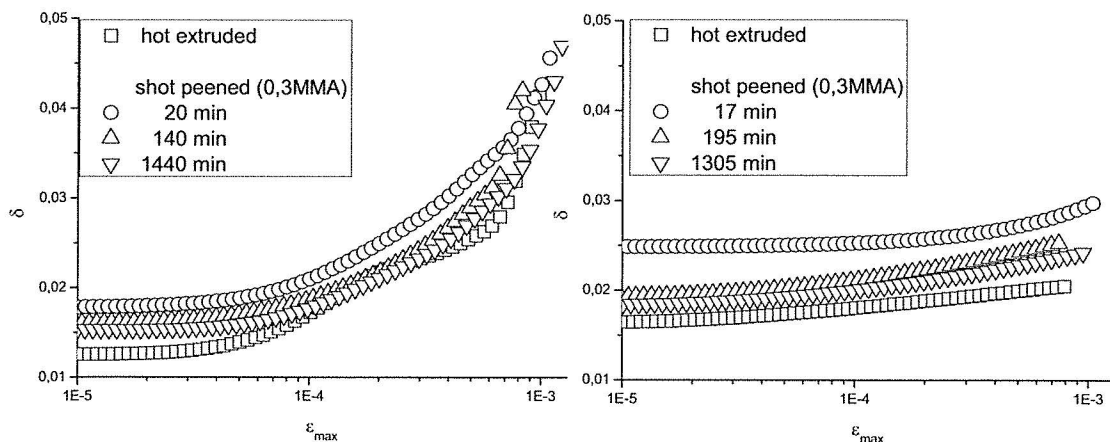 0,05
0,04
0,03
0,02
0,01
δ
hot extruded
shot peened (0,3MMA)
20 min
140 min
1440 min
1E-5
1E-4
1E-3
εmax
0,05
0,04
0,03
0,02
0,01
δ
hot extruded
shot peened (0,3MMA)
17 min
195 min
1305 min
1E-5
1E-4
1E-3
εmax